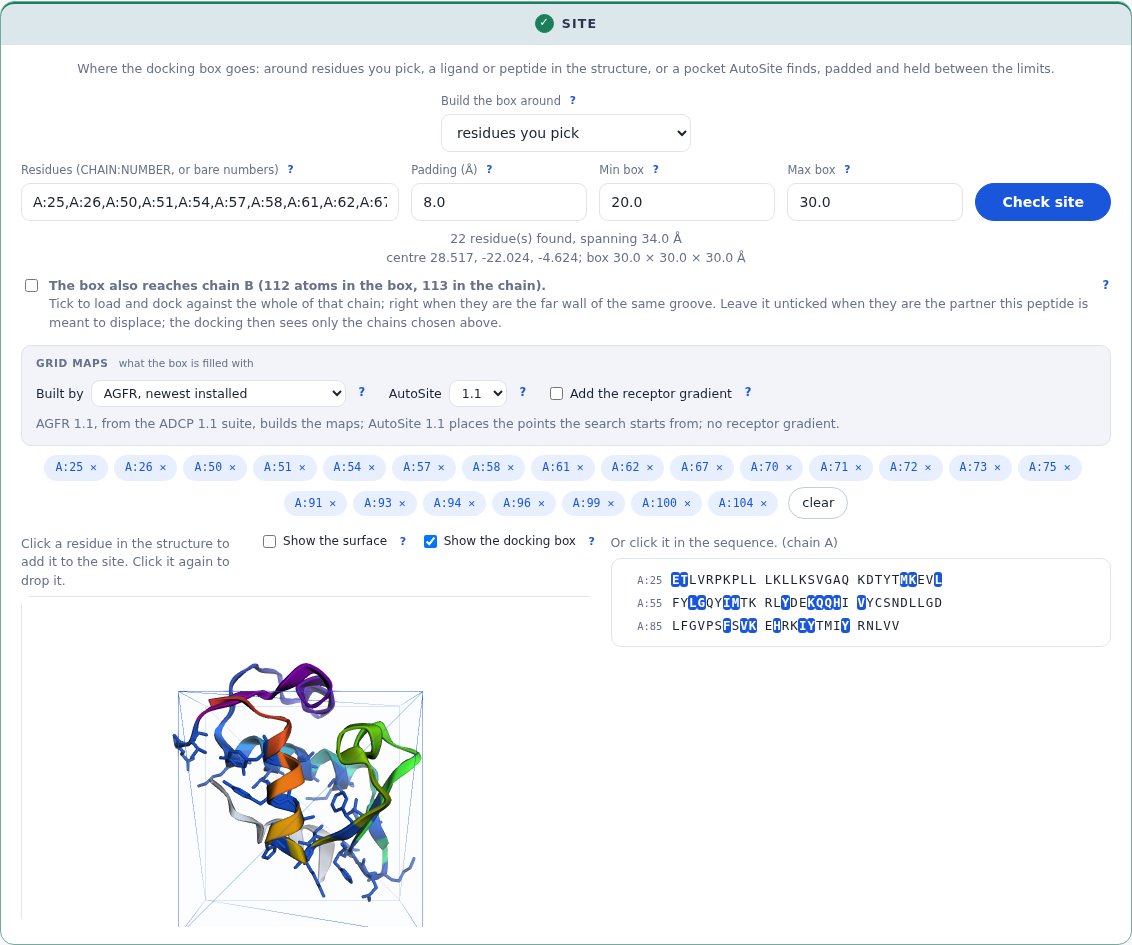 ✓ SITE
Where the docking box goes: around residues you pick, a ligand or peptide in the structure, or a pocket AutoSite finds, padded and held between the limits.
Build the box around ?
residues you pick
Residues (CHAIN:NUMBER, or bare numbers) ? Padding (Å) ? Min box ? Max box ?
A:25,A:26,A:50,A:51,A:54,A:57,A:58,A:61,A:62,A:67 8.0 20.0 30.0 Check site
22 residue(s) found, spanning 34.0 Å
centre 28.517, -22.024, -4.624; box 30.0 × 30.0 × 30.0 Å
The box also reaches chain B (112 atoms in the box, 113 in the chain). ?
Tick to load and dock against the whole of that chain; right when they are the far wall of the same groove. Leave it unticked when they are the partner this peptide is
meant to displace; the docking then sees only the chains chosen above.
GRID MAPS what the box is filled with
Built by AGFR, newest installed ? AutoSite 1.1 ? Add the receptor gradient ?
AGFR 1.1, from the ADCP 1.1 suite, builds the maps; AutoSite 1.1 places the points the search starts from; no receptor gradient.
A:25 × A:26 × A:50 × A:51 × A:54 × A:57 × A:58 × A:61 × A:62 × A:67 × A:70 × A:71 × A:72 × A:73 × A:75 ×
A:91 × A:93 × A:94 × A:96 × A:99 × A:100 × A:104 × clear
Click a residue in the structure to
add it to the site. Click it again to
drop it.
Show the surface ? Show the docking box ?
Or click it in the sequence. (chain A)
A:25 ETLVRPKPLL LKLLKSVGAQ KDTYTMKEVL
A:55 FYLGQYIMTK RLYDEKQQHI VYCSNDLLGD
A:85 LFGVPSFSVK EHRKIYTMIY RNLVV